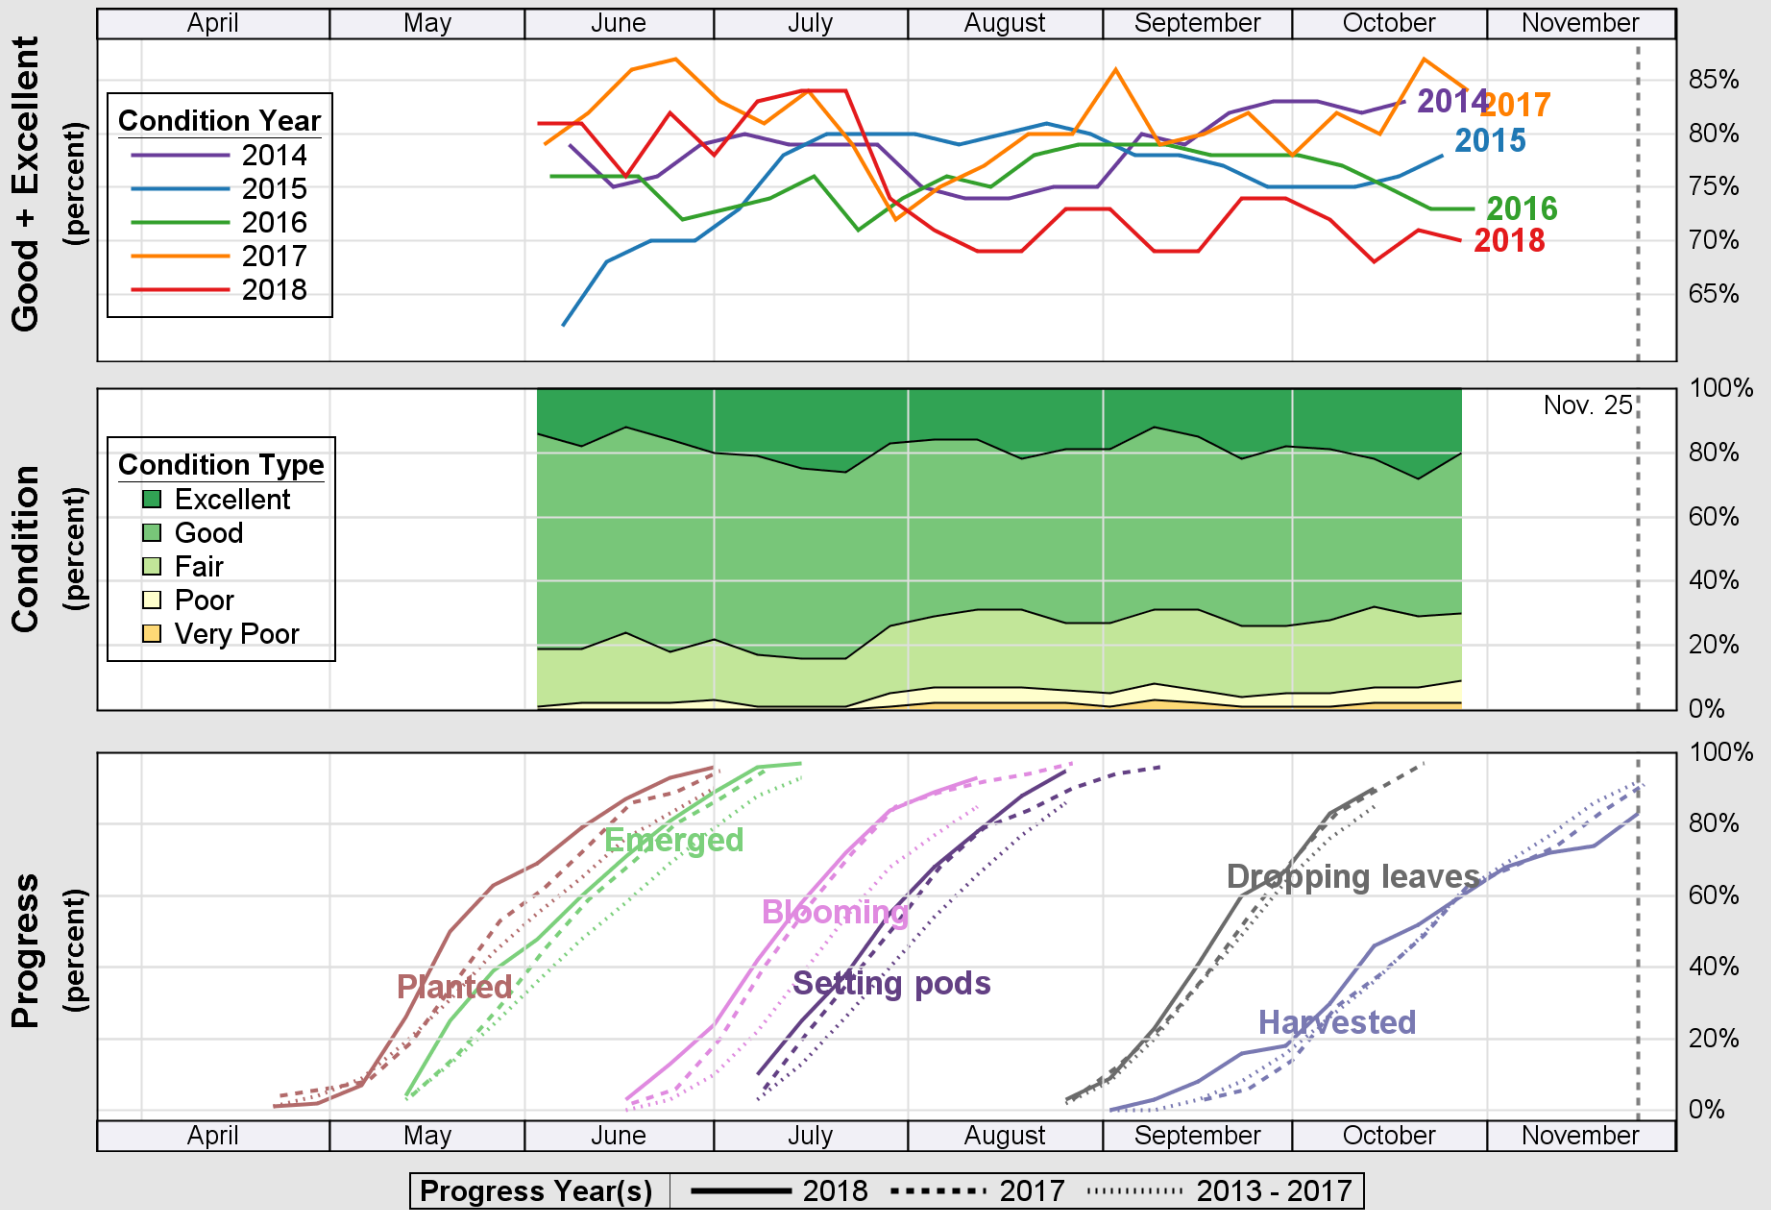 April May June July August September October November
Good + Excellent
(percent)
Condition Year
2014
2015
2016
2017
2018
2014
2017
2015
2016
2018
85%
80%
75%
70%
65%
Condition
(percent)
Condition Type
Excellent
Good
Fair
Poor
Very Poor
Nov. 25
100%
80%
60%
40%
20%
0%
Progress
(percent)
Planted
Emerged
Blooming
Setting pods
Dropping leaves
Harvested
100%
80%
60%
40%
20%
0%
April May June July August September October November
Progress Year(s) 2018 2017 2013 - 2017